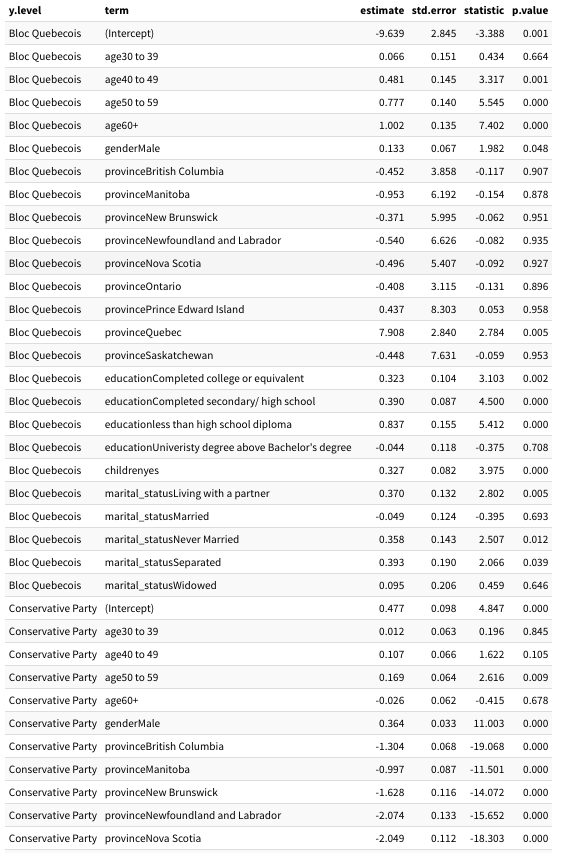 y.level term estimate std.error statistic p.value
Bloc Quebecois (Intercept) -9.639 2.845 -3.388 0.001
Bloc Quebecois age30 to 39 0.066 0.151 0.434 0.664
Bloc Quebecois age40 to 49 0.481 0.145 3.317 0.001
Bloc Quebecois age50 to 59 0.777 0.140 5.545 0.000
Bloc Quebecois age60+ 1.002 0.135 7.402 0.000
Bloc Quebecois genderMale 0.133 0.067 1.982 0.048
Bloc Quebecois provinceBritish Columbia -0.452 3.858 -0.117 0.907
Bloc Quebecois provinceManitoba -0.953 6.192 -0.154 0.878
Bloc Quebecois provinceNew Brunswick -0.371 5.995 -0.062 0.951
Bloc Quebecois provinceNewfoundland and Labrador -0.540 6.626 -0.082 0.935
Bloc Quebecois provinceNova Scotia -0.496 5.407 -0.092 0.927
Bloc Quebecois provinceOntario -0.408 3.115 -0.131 0.896
Bloc Quebecois provincePrince Edward Island 0.437 8.303 0.053 0.958
Bloc Quebecois provinceQuebec 7.908 2.840 2.784 0.005
Bloc Quebecois provinceSaskatchewan -0.448 7.631 -0.059 0.953
Bloc Quebecois educationCompleted college or equivalent 0.323 0.104 3.103 0.002
Bloc Quebecois educationCompleted secondary/ high school 0.390 0.087 4.500 0.000
Bloc Quebecois educationless than high school diploma 0.837 0.155 5.412 0.000
Bloc Quebecois educationUniveristy degree above Bachelor's degree -0.044 0.118 -0.375 0.708
Bloc Quebecois childrenyes 0.327 0.082 3.975 0.000
Bloc Quebecois marital_statusLiving with a partner 0.370 0.132 2.802 0.005
Bloc Quebecois marital_statusMarried -0.049 0.124 -0.395 0.693
Bloc Quebecois marital_statusNever Married 0.358 0.143 2.507 0.012
Bloc Quebecois marital_statusSeparated 0.393 0.190 2.066 0.039
Bloc Quebecois marital_statusWidowed 0.095 0.206 0.459 0.646
Conservative Party (Intercept) 0.477 0.098 4.847 0.000
Conservative Party age30 to 39 0.012 0.063 0.196 0.845
Conservative Party age40 to 49 0.107 0.066 1.622 0.105
Conservative Party age50 to 59 0.169 0.064 2.616 0.009
Conservative Party age60+ -0.026 0.062 -0.415 0.678
Conservative Party genderMale 0.364 0.033 11.003 0.000
Conservative Party provinceBritish Columbia -1.304 0.068 -19.068 0.000
Conservative Party provinceManitoba -0.997 0.087 -11.501 0.000
Conservative Party provinceNew Brunswick -1.628 0.116 -14.072 0.000
Conservative Party provinceNewfoundland and Labrador -2.074 0.133 -15.652 0.000
Conservative Party provinceNova Scotia -2.049 0.112 -18.303 0.000